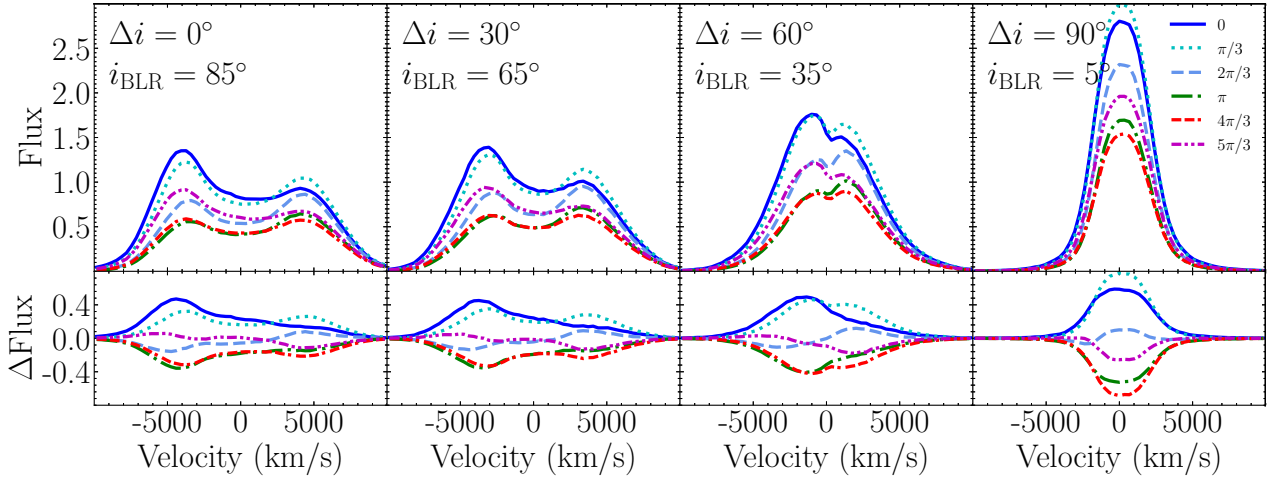 Δi = 0°
i_BLR = 85°
Δi = 30°
i_BLR = 65°
Δi = 60°
i_BLR = 35°
Δi = 90°
i_BLR = 5°
0
π/3
2π/3
π
4π/3
5π/3
Flux
2.5
2.0
1.5
1.0
0.5
ΔFlux
0.4
0.0
-0.4
-5000 0 5000
-5000 0 5000
-5000 0 5000
-5000 0 5000
Velocity (km/s)
Velocity (km/s)
Velocity (km/s)
Velocity (km/s)